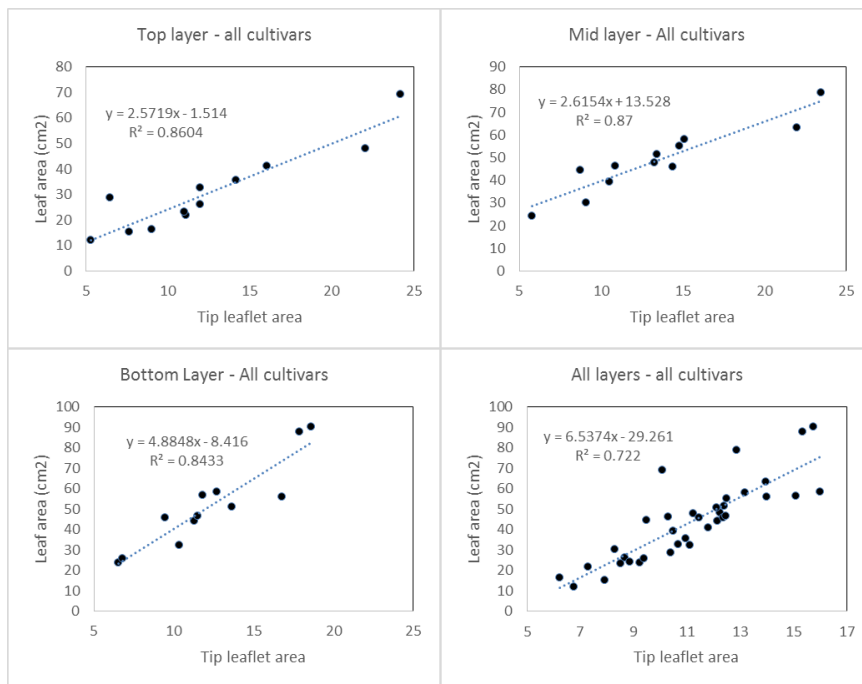 Top layer - all cultivars
80
70
60
50
40
30
20
10
0
Leaf area (cm2)
y = 2.5719x - 1.514
R² = 0.8604
5 10 15 20 25
Tip leaflet area
Mid layer - All cultivars
90
80
70
60
50
40
30
20
10
0
Leaf area (cm2)
y = 2.6154x + 13.528
R² = 0.87
5 10 15 20 25
Tip leaflet area
Bottom Layer - All cultivars
100
90
80
70
60
50
40
30
20
10
0
Leaf area (cm2)
y = 4.8848x - 8.416
R² = 0.8433
5 10 15 20 25
Tip leaflet area
All layers - all cultivars
100
90
80
70
60
50
40
30
20
10
0
Leaf area (cm2)
y = 6.5374x - 29.261
R² = 0.722
5 7 9 11 13 15 17
Tip leaflet area